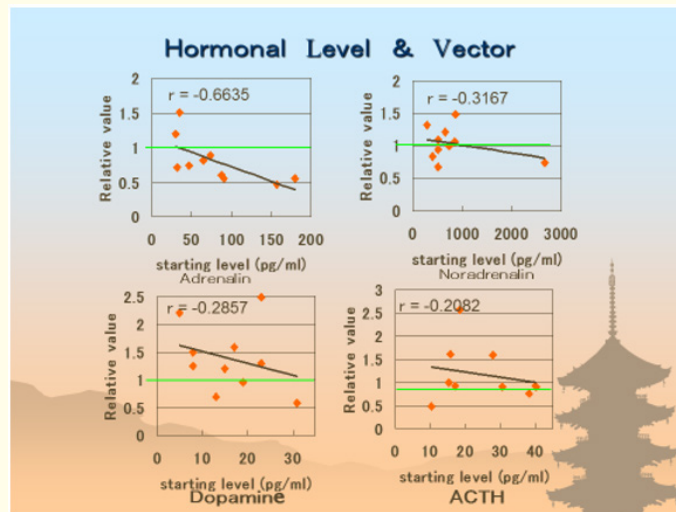 Hormonal Level & Vector
Relative value
2
1.5
1
0.5
0
r = -0.6635
0 50 100 150 200
starting level (pg/ml)
Adrenalin
Relative value
2
1.5
1
0.5
0
r = -0.3167
0 1000 2000 3000
starting level (pg/ml)
Noradrenalin
Relative value
2.5
2
1.5
1
0.5
0
r = -0.2857
0 10 20 30
starting level (pg/ml)
Dopamine
Relative value
3
2.5
2
1.5
1
0.5
0
r = -0.2082
0 10 20 30 40
starting level (pg/ml)
ACTH